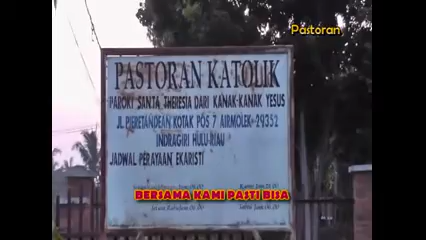 Pastoran
PASTORAN KATOLIK
PAROKI SANTA THERESIA DARI KANAK-KANAK YESUS
JL.PIERETANDEAN KOTAK POS 7 AIRMOLEK-29352
INDRAGIRI HULU-RIAU
JADWAL PERAYAAN EKARISTI
BERSAMA KAMI PASTI BISA